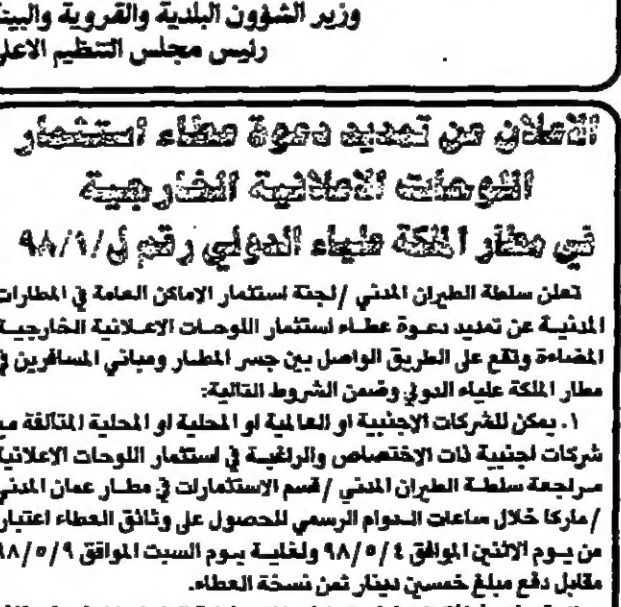 وزير الشؤون البلدية والقروية والبيئة
رئيس مجلس التنظيم الاعلى
الاعلان عن تمديد دعوة عطاء استثمار
اللوحات الاعلانية الخارجية
في مطار الملكة علياء الدولي رقم ل/٩٨/١
تعلن سلطة الطيران المدني /لجنة استثمار الاماكن العامة في المطارات
المدنية عن تمديد دعوة عطاء استثمار اللوحات الاعلانية الخارجية
المضاءة وتقع على الطريق الواصل بين جسر المطار ومباني المسافرين في
مطار الملكة علياء الدولي وضمن الشروط التالية:
١. يمكن للشركات الاجنبية او العالمية او المحلية او المحلية المتآلفة مع
شركات اجنبية ذات الاختصاص والراغبة في استثمار اللوحات الاعلانية
مراجعة سلطة الطيران المدني /قسم الاستثمارات في مطار عمان المدني
/ماركا خلال ساعات الدوام الرسمي للحصول على وثائق العطاء اعتبار
من يوم الاثنين الموافق ٩٨/٥/٤ ولغاية يوم السبت الموافق ٩٨/٥/٩
مقابل دفع مبلغ خمسين دينار ثمن نسخة العطاء.